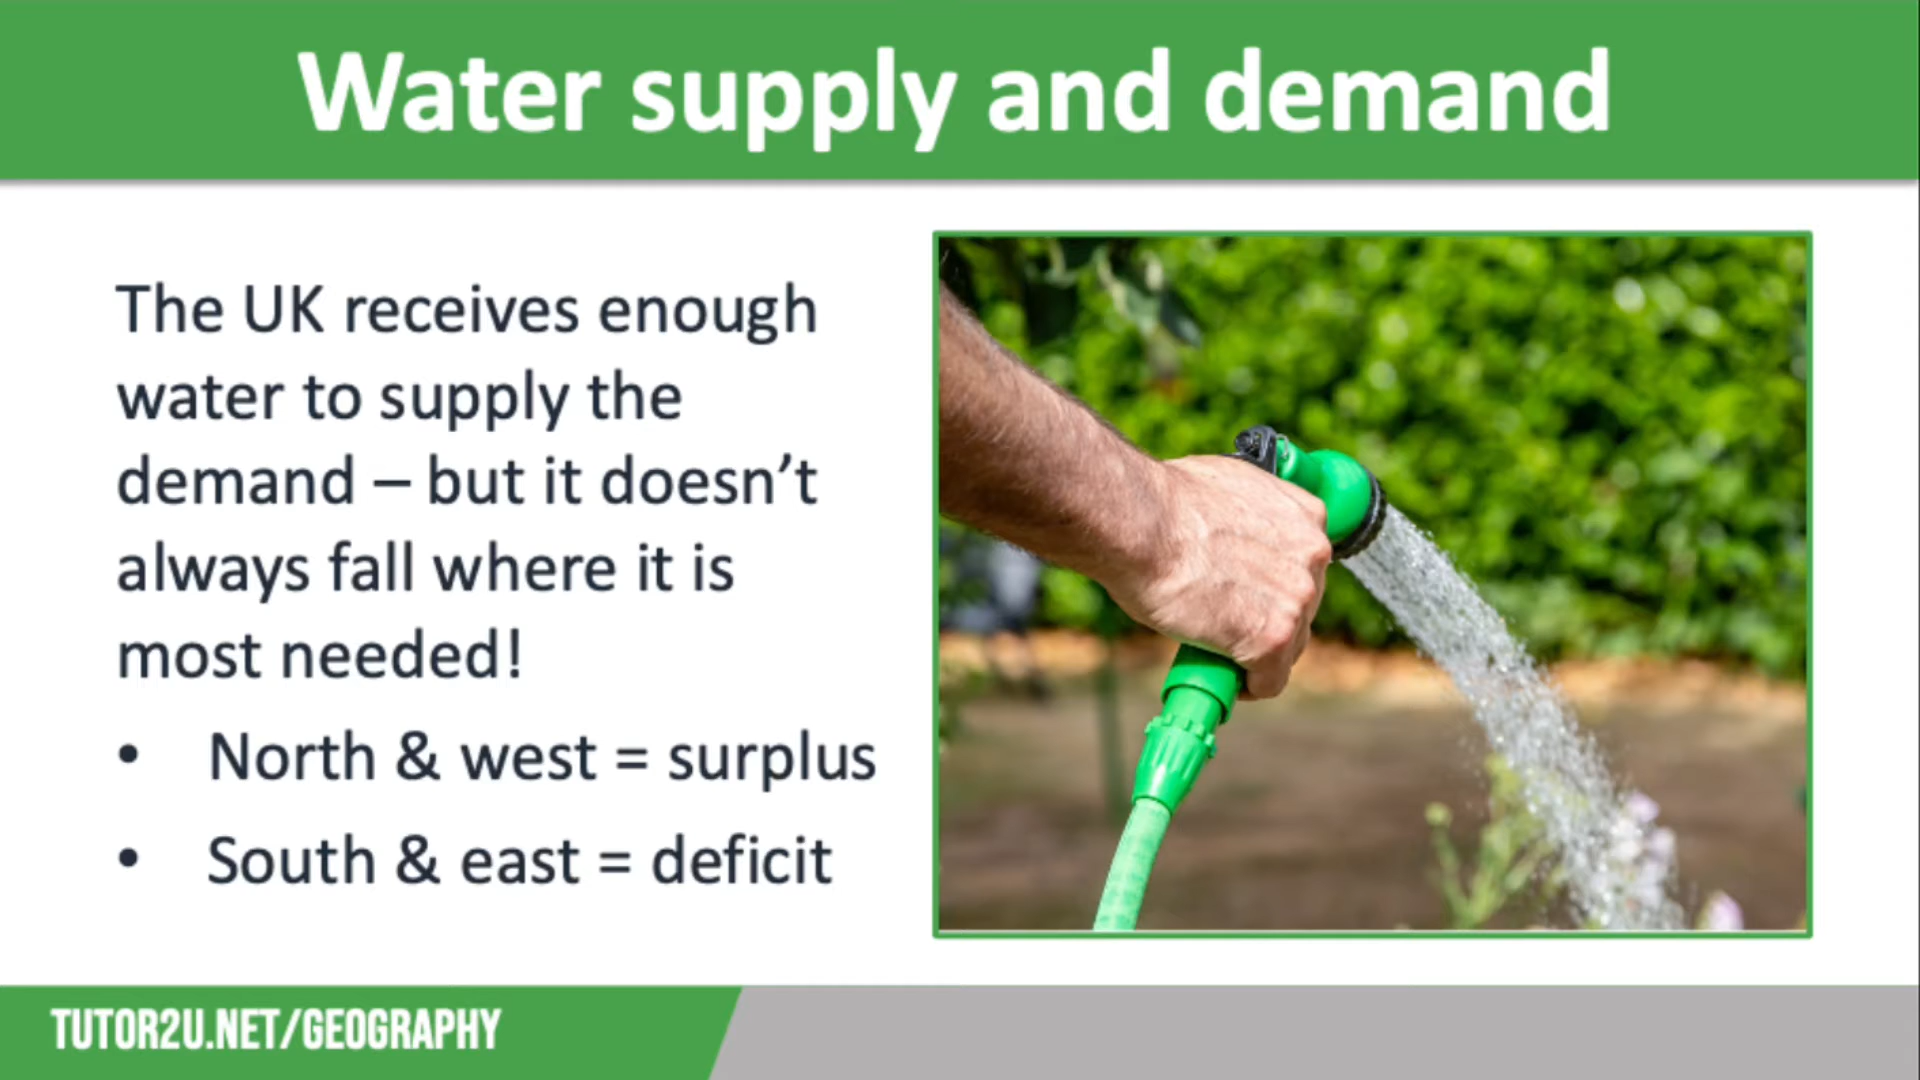 Water supply and demand
The UK receives enough
water to supply the
demand – but it doesn’t
always fall where it is
most needed!
• North & west = surplus
• South & east = deficit
TUTOR2U.NET/GEOGRAPHY